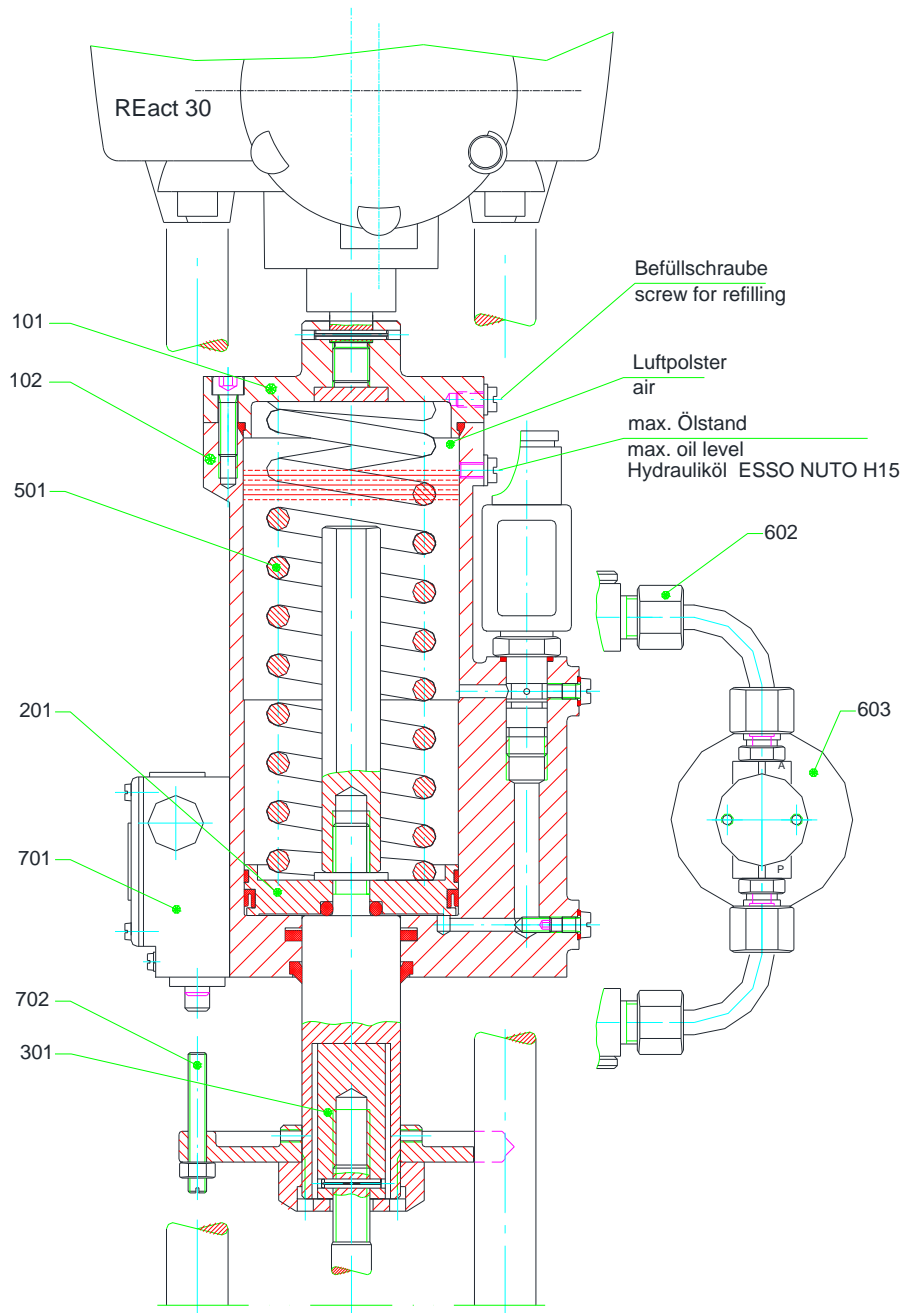 REact 30
Befüllschraube
screw for refilling
101
Luftpolster
air
102
max. Ölstand
max. oil level
Hydrauliköl ESSO NUTO H15
501
602
201
603
A
P
701
702
301